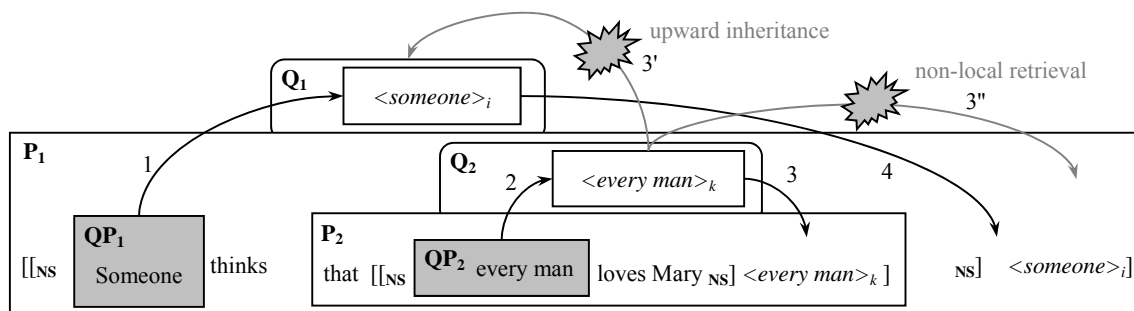 upward inheritance
3'
Q1
<someone>i
non-local retrieval
3"
P1
1
Q2
2
<every man>k
3
4
QP1
P2
[[NS Someone thinks that [[NS QP2 every man loves Mary NS] <every man>k ] NS] <someone>i]